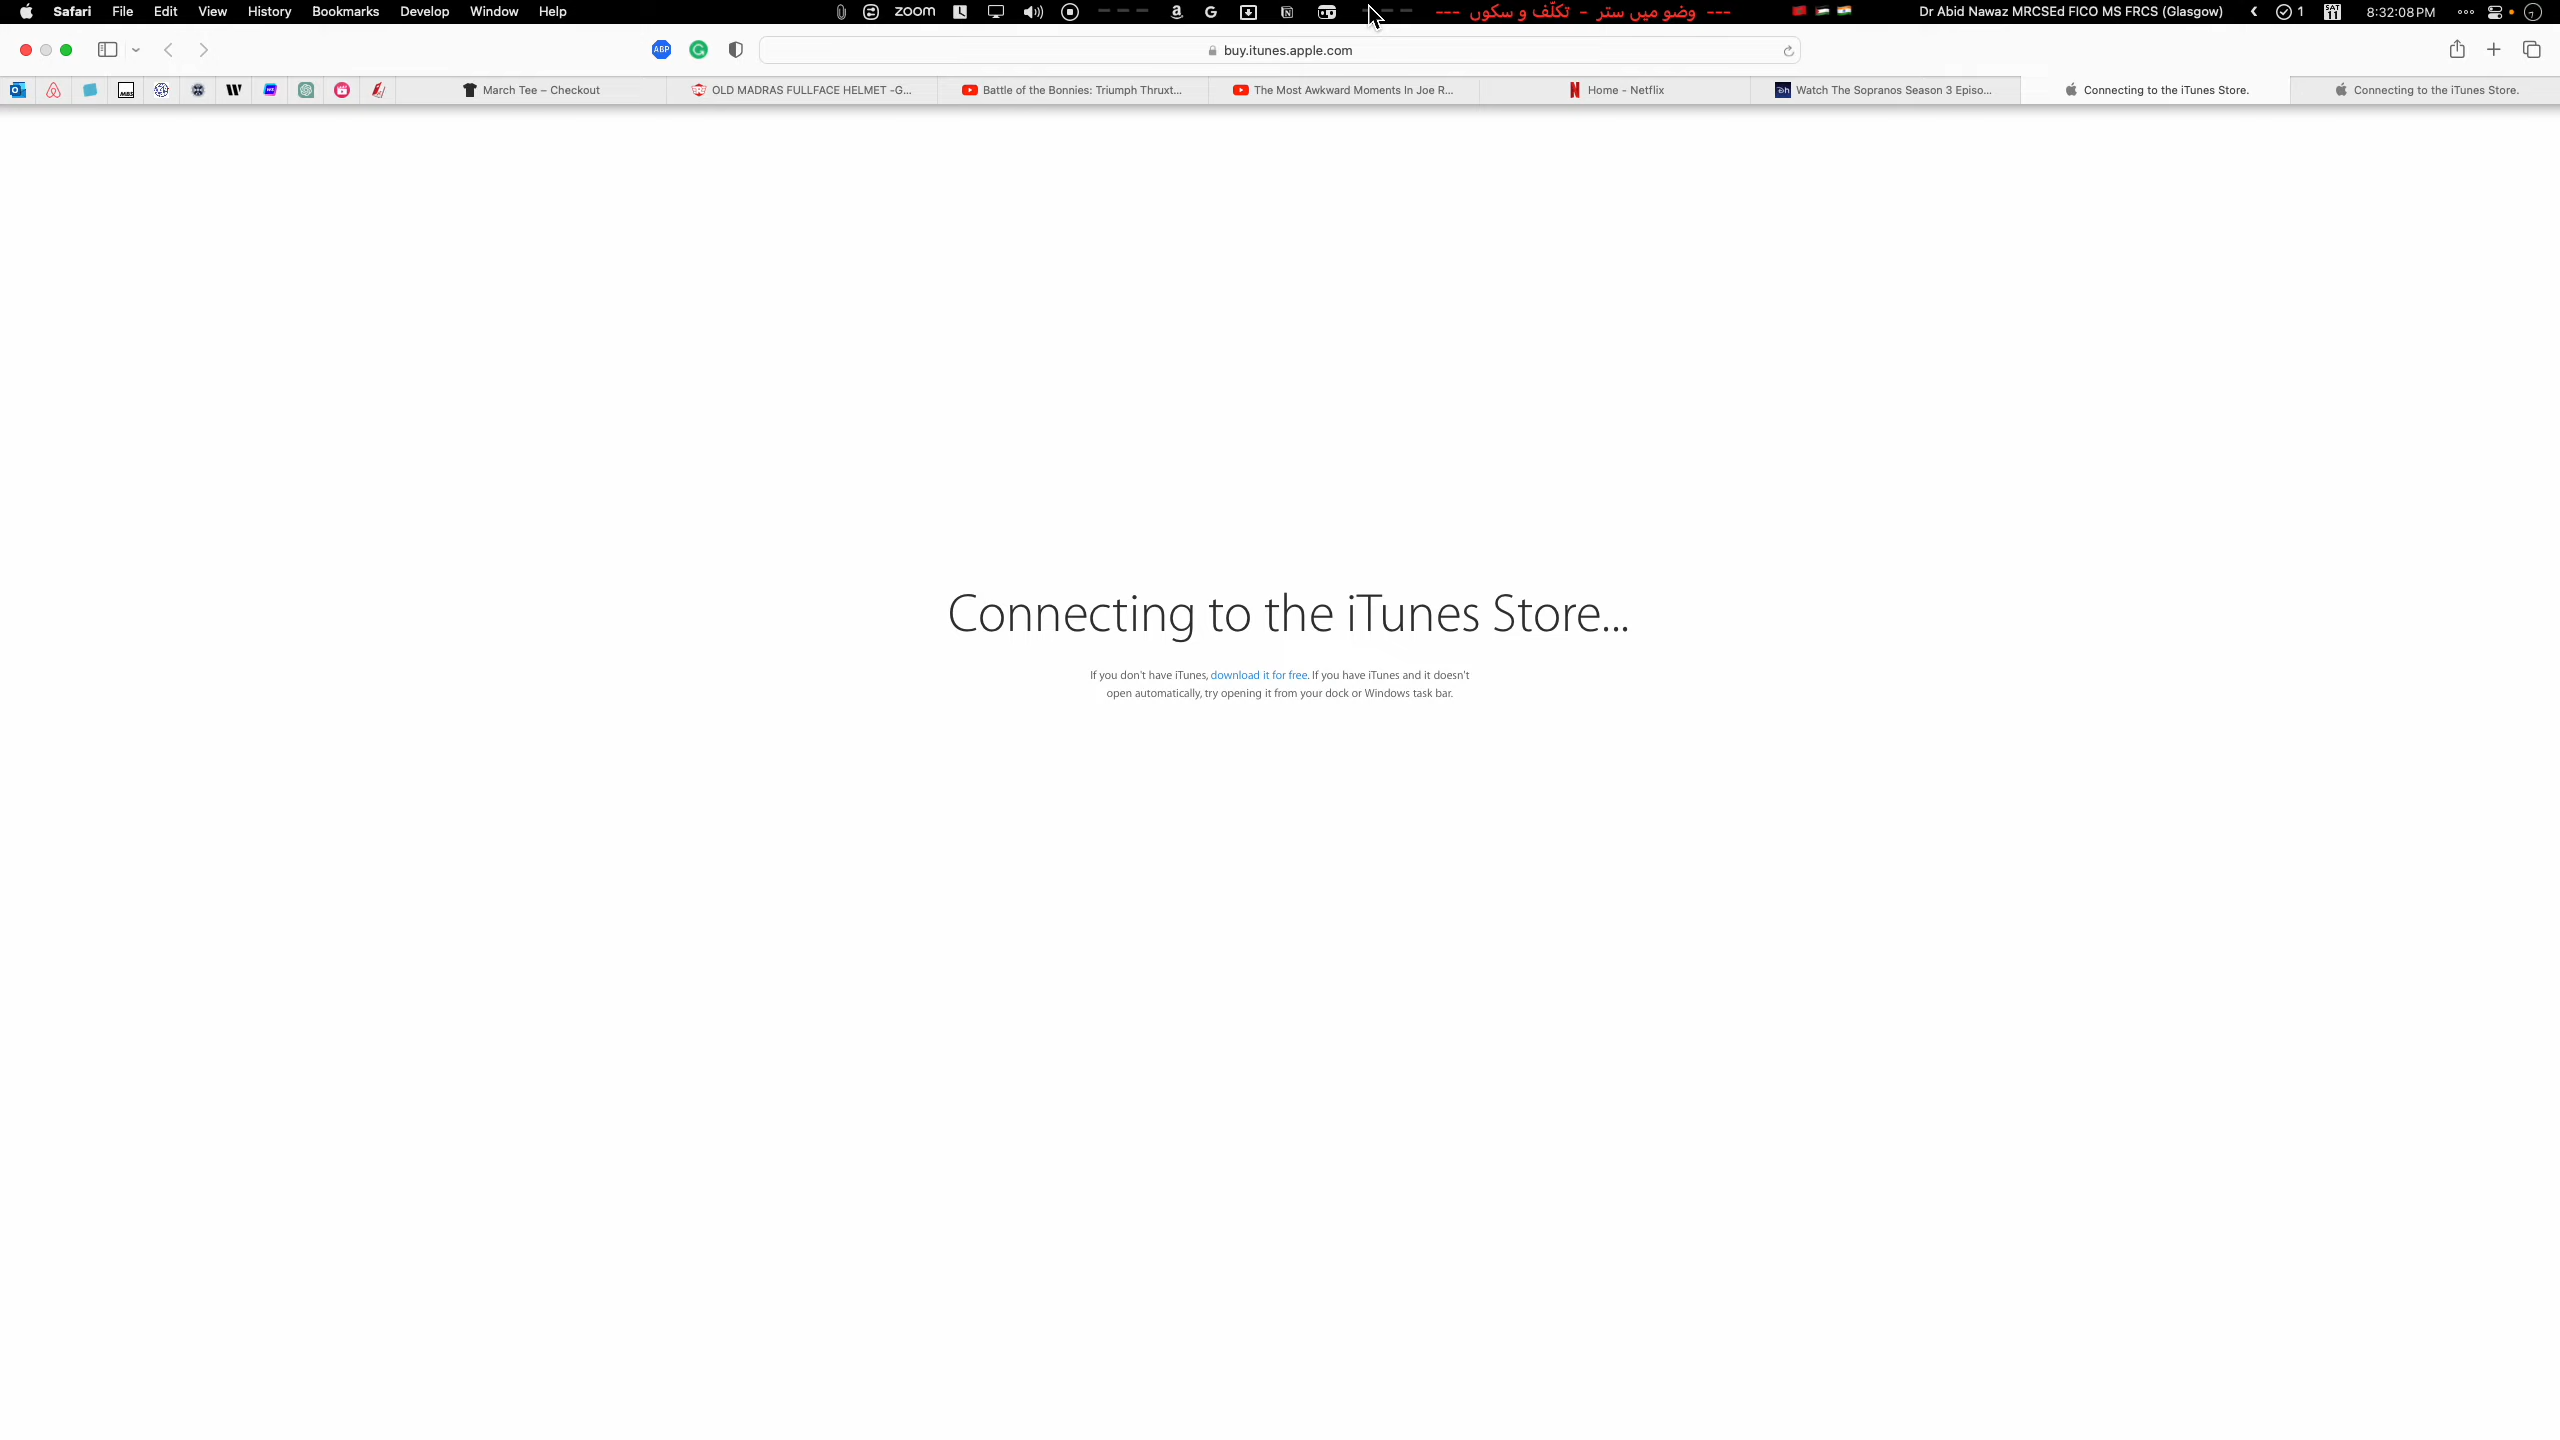 Safari File Edit View History Bookmarks Develop Window Help zoom --- وضو میں ستر - تکلّف و سکوں --- Dr Abid Nawaz MRCSEd FICO MS FRCS (Glasgow) 1 SAT 11 8:32:08 PM
ABP buy.itunes.apple.com
MBS March Tee – Checkout OLD MADRAS FULLFACE HELMET -G... Battle of the Bonnies: Triumph Thruxt... The Most Awkward Moments In Joe R... Home - Netflix Watch The Sopranos Season 3 Episo... Connecting to the iTunes Store. Connecting to the iTunes Store.
Connecting to the iTunes Store...
If you don't have iTunes, download it for free. If you have iTunes and it doesn't
open automatically, try opening it from your dock or Windows task bar.